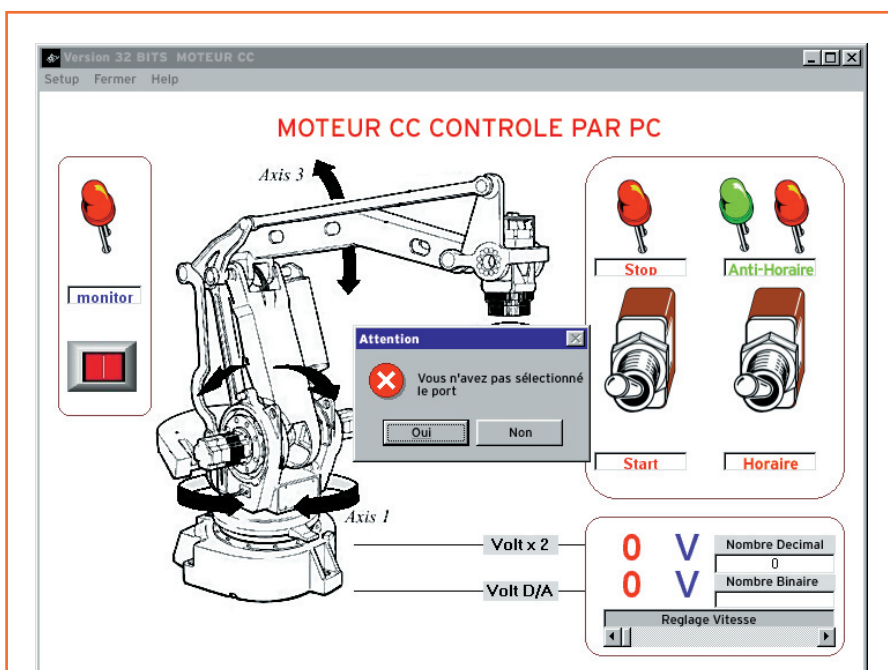 Version 32 BITS MOTEUR CC
Setup Fermer Help
MOTEUR CC CONTROLE PAR PC
Axis 3
monitor
Stop
Anti-Horaire
Attention
Vous n'avez pas sélectionné
le port
Oui Non
Start
Horaire
Axis 1
Volt x 2
0 V
Volt D/A
0 V
Nombre Decimal
0
Nombre Binaire
Reglage Vitesse